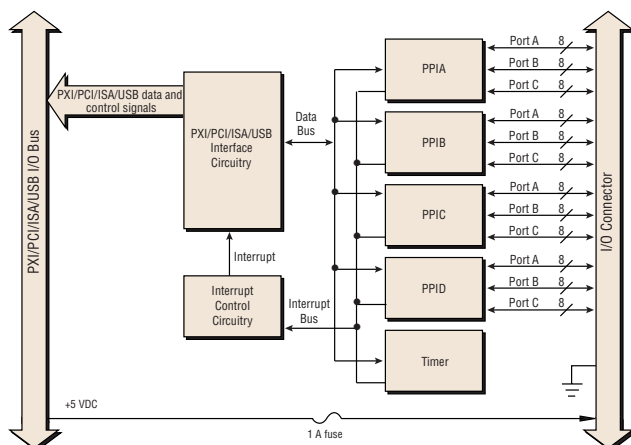 PXI/PCI/ISA/USB I/O Bus
PXI/PCI/ISA/USB data and
control signals
PXI/PCI/ISA/USB
Interface
Circuitry
Interrupt
Interrupt
Control
Circuitry
Data
Bus
Interrupt
Bus
PPIA
Port A 8
Port B 8
Port C 8
PPIB
Port A 8
Port B 8
Port C 8
PPIC
Port A 8
Port B 8
Port C 8
PPID
Port A 8
Port B 8
Port C 8
Timer
I/O Connector
+5 VDC
1 A fuse